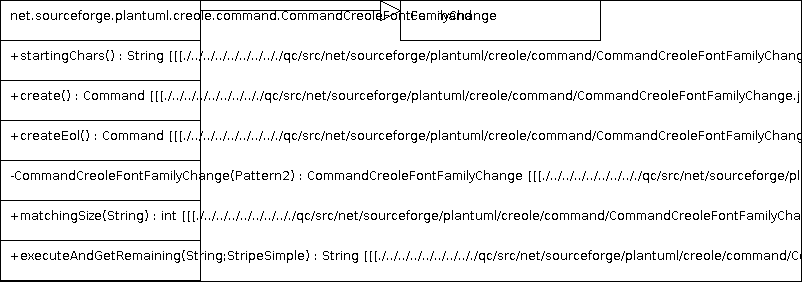 net.sourceforge.plantuml.creole.command.CommandCreoleFontFamilyChange
Command
+startingChars() : String [[[./../../../../../../../qc/src/net/sourceforge/plantuml/creole/command/CommandCreoleFontFamilyChang
+create() : Command [[[./../../../../../../../qc/src/net/sourceforge/plantuml/creole/command/CommandCreoleFontFamilyChange.j
+createEol() : Command [[[./../../../../../../../qc/src/net/sourceforge/plantuml/creole/command/CommandCreoleFontFamilyChang
-CommandCreoleFontFamilyChange(Pattern2) : CommandCreoleFontFamilyChange [[[./../../../../../../../qc/src/net/sourceforge/pl
+matchingSize(String) : int [[[./../../../../../../../qc/src/net/sourceforge/plantuml/creole/command/CommandCreoleFontFamilyCha
+executeAndGetRemaining(String;StripeSimple) : String [[[./../../../../../../../qc/src/net/sourceforge/plantuml/creole/command/Co